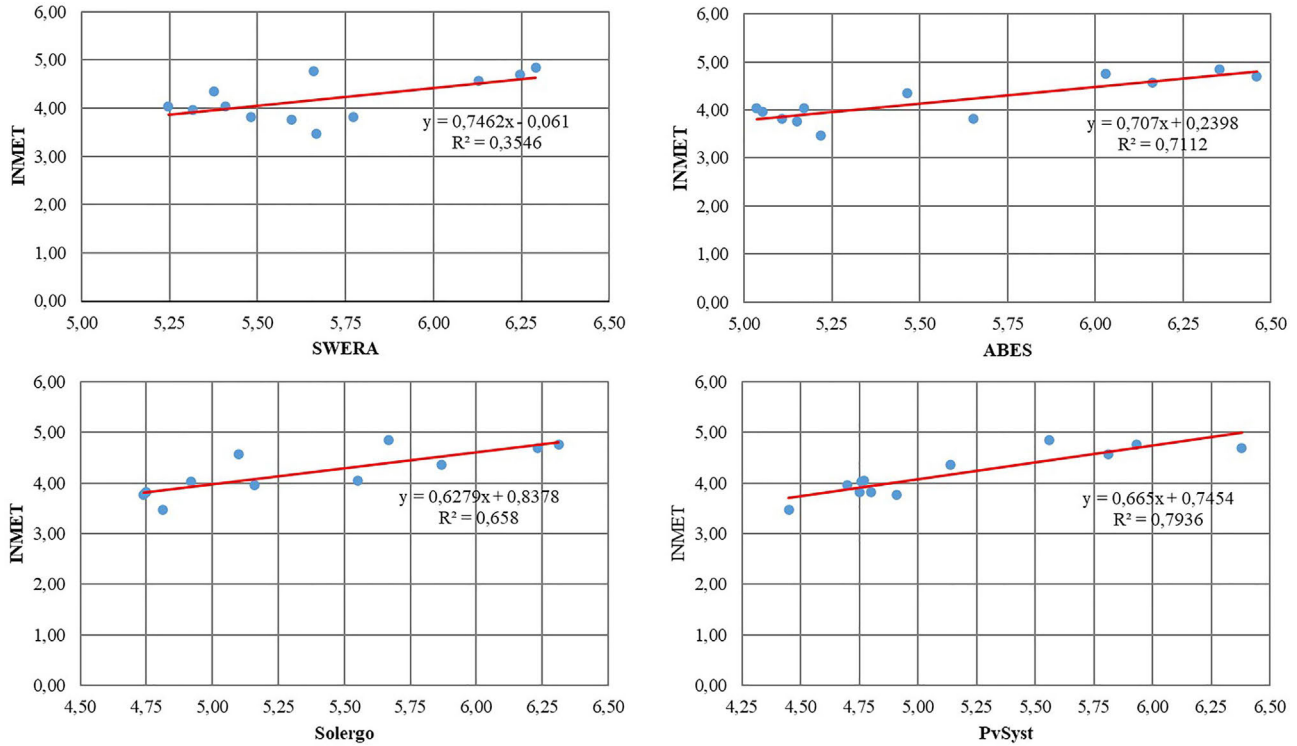 6,00
5,00
4,00
3,00
2,00
1,00
0,00
INMET
y = 0,7462x - 0,061
R² = 0,3546
5,00 5,25 5,50 5,75 6,00 6,25 6,50
SWERA
6,00
5,00
4,00
3,00
2,00
1,00
0,00
INMET
y = 0,707x + 0,2398
R² = 0,7112
5,00 5,25 5,50 5,75 6,00 6,25 6,50
ABES
6,00
5,00
4,00
3,00
2,00
1,00
0,00
INMET
y = 0,6279x + 0,8378
R² = 0,658
4,50 4,75 5,00 5,25 5,50 5,75 6,00 6,25 6,50
Solergo
6,00
5,00
4,00
3,00
2,00
1,00
0,00
INMET
y = 0,665x + 0,7454
R² = 0,7936
4,25 4,50 4,75 5,00 5,25 5,50 5,75 6,00 6,25 6,50
PvSyst